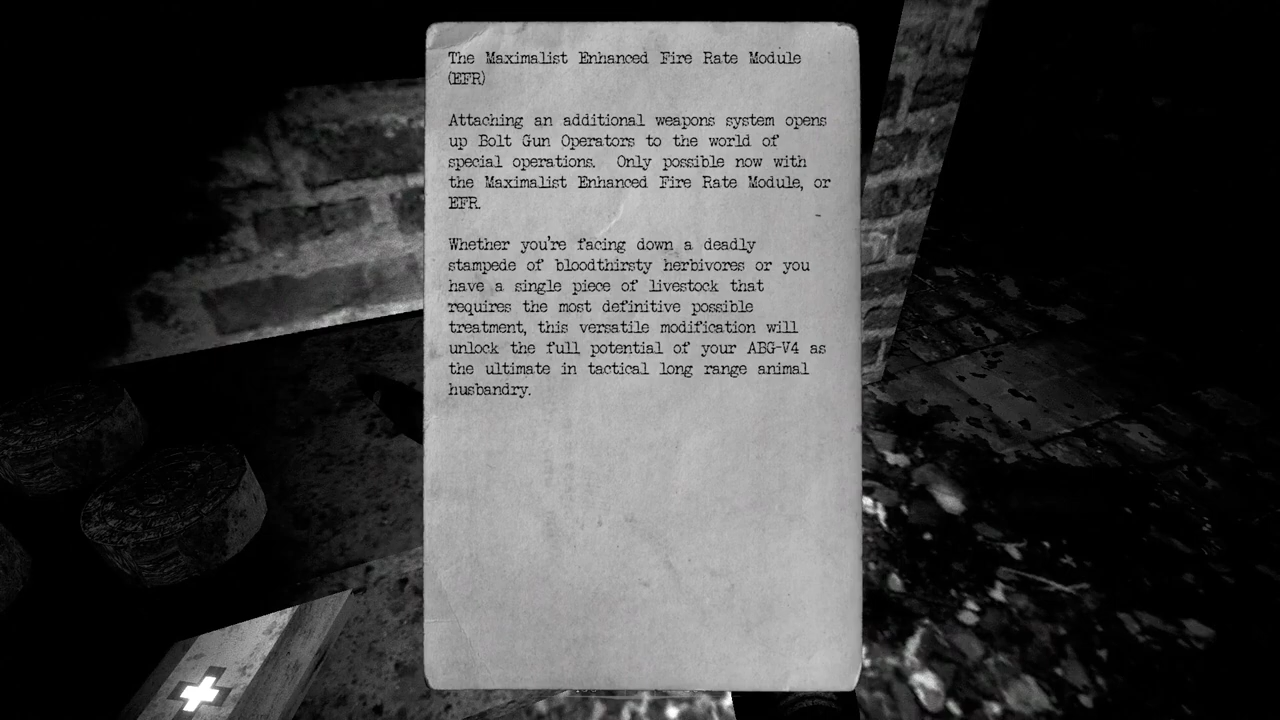 The Maximalist Enhanced Fire Rate Module
(EFR)
Attaching an additional weapons system opens
up Bolt Gun Operators to the world of
special operations.  Only possible now with
the Maximalist Enhanced Fire Rate Module, or
EFR.
Whether you're facing down a deadly
stampede of bloodthirsty herbivores or you
have a single piece of livestock that
requires the most definitive possible
treatment, this versatile modification will
unlock the full potential of your ABG-V4 as
the ultimate in tactical long range animal
husbandry.